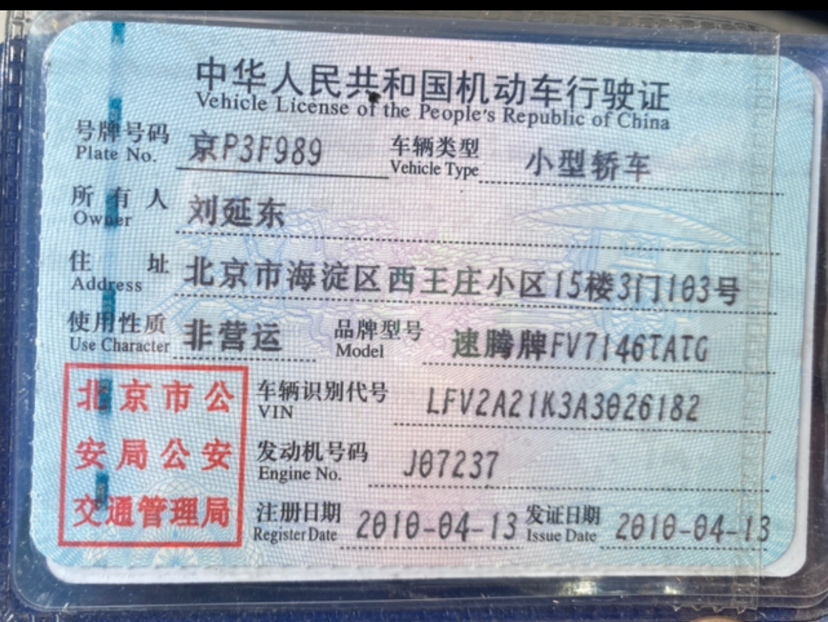 中华人民共和国机动车行驶证
Vehicle License of the People's Republic of China
号牌号码 京P3F989 车辆类型 小型轿车
Plate No. Vehicle Type
所有人 刘延东
Owner
住址 北京市海淀区西王庄小区15楼3门103号
Address
使用性质 非营运 品牌型号 速腾牌FV7146TATG
Use Character Model
北京市公 车辆识别代号 LFV2A21K3A3026182
VIN
安局公安 发动机号码 J07237
Engine No.
交通管理局 注册日期 2010-04-13 发证日期 2010-04-13
Register Date Issue Date